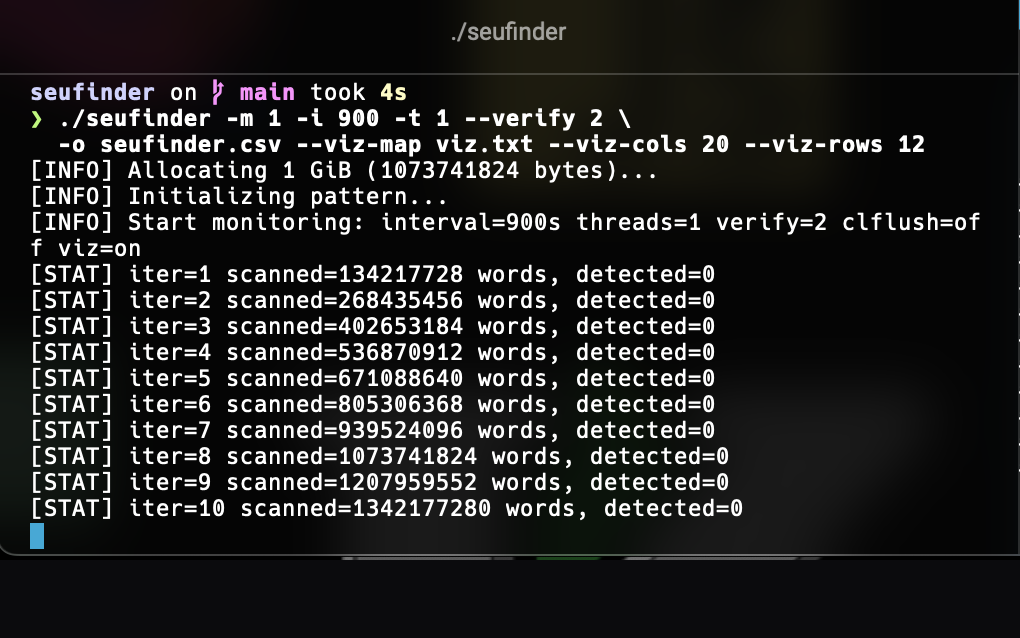 ./seufinder
seufinder on main took 4s
❯ ./seufinder -m 1 -i 900 -t 1 --verify 2 \
-o seufinder.csv --viz-map viz.txt --viz-cols 20 --viz-rows 12
[INFO] Allocating 1 GiB (1073741824 bytes)...
[INFO] Initializing pattern...
[INFO] Start monitoring: interval=900s threads=1 verify=2 clflush=of
f viz=on
[STAT] iter=1 scanned=134217728 words, detected=0
[STAT] iter=2 scanned=268435456 words, detected=0
[STAT] iter=3 scanned=402653184 words, detected=0
[STAT] iter=4 scanned=536870912 words, detected=0
[STAT] iter=5 scanned=671088640 words, detected=0
[STAT] iter=6 scanned=805306368 words, detected=0
[STAT] iter=7 scanned=939524096 words, detected=0
[STAT] iter=8 scanned=1073741824 words, detected=0
[STAT] iter=9 scanned=1207959552 words, detected=0
[STAT] iter=10 scanned=1342177280 words, detected=0